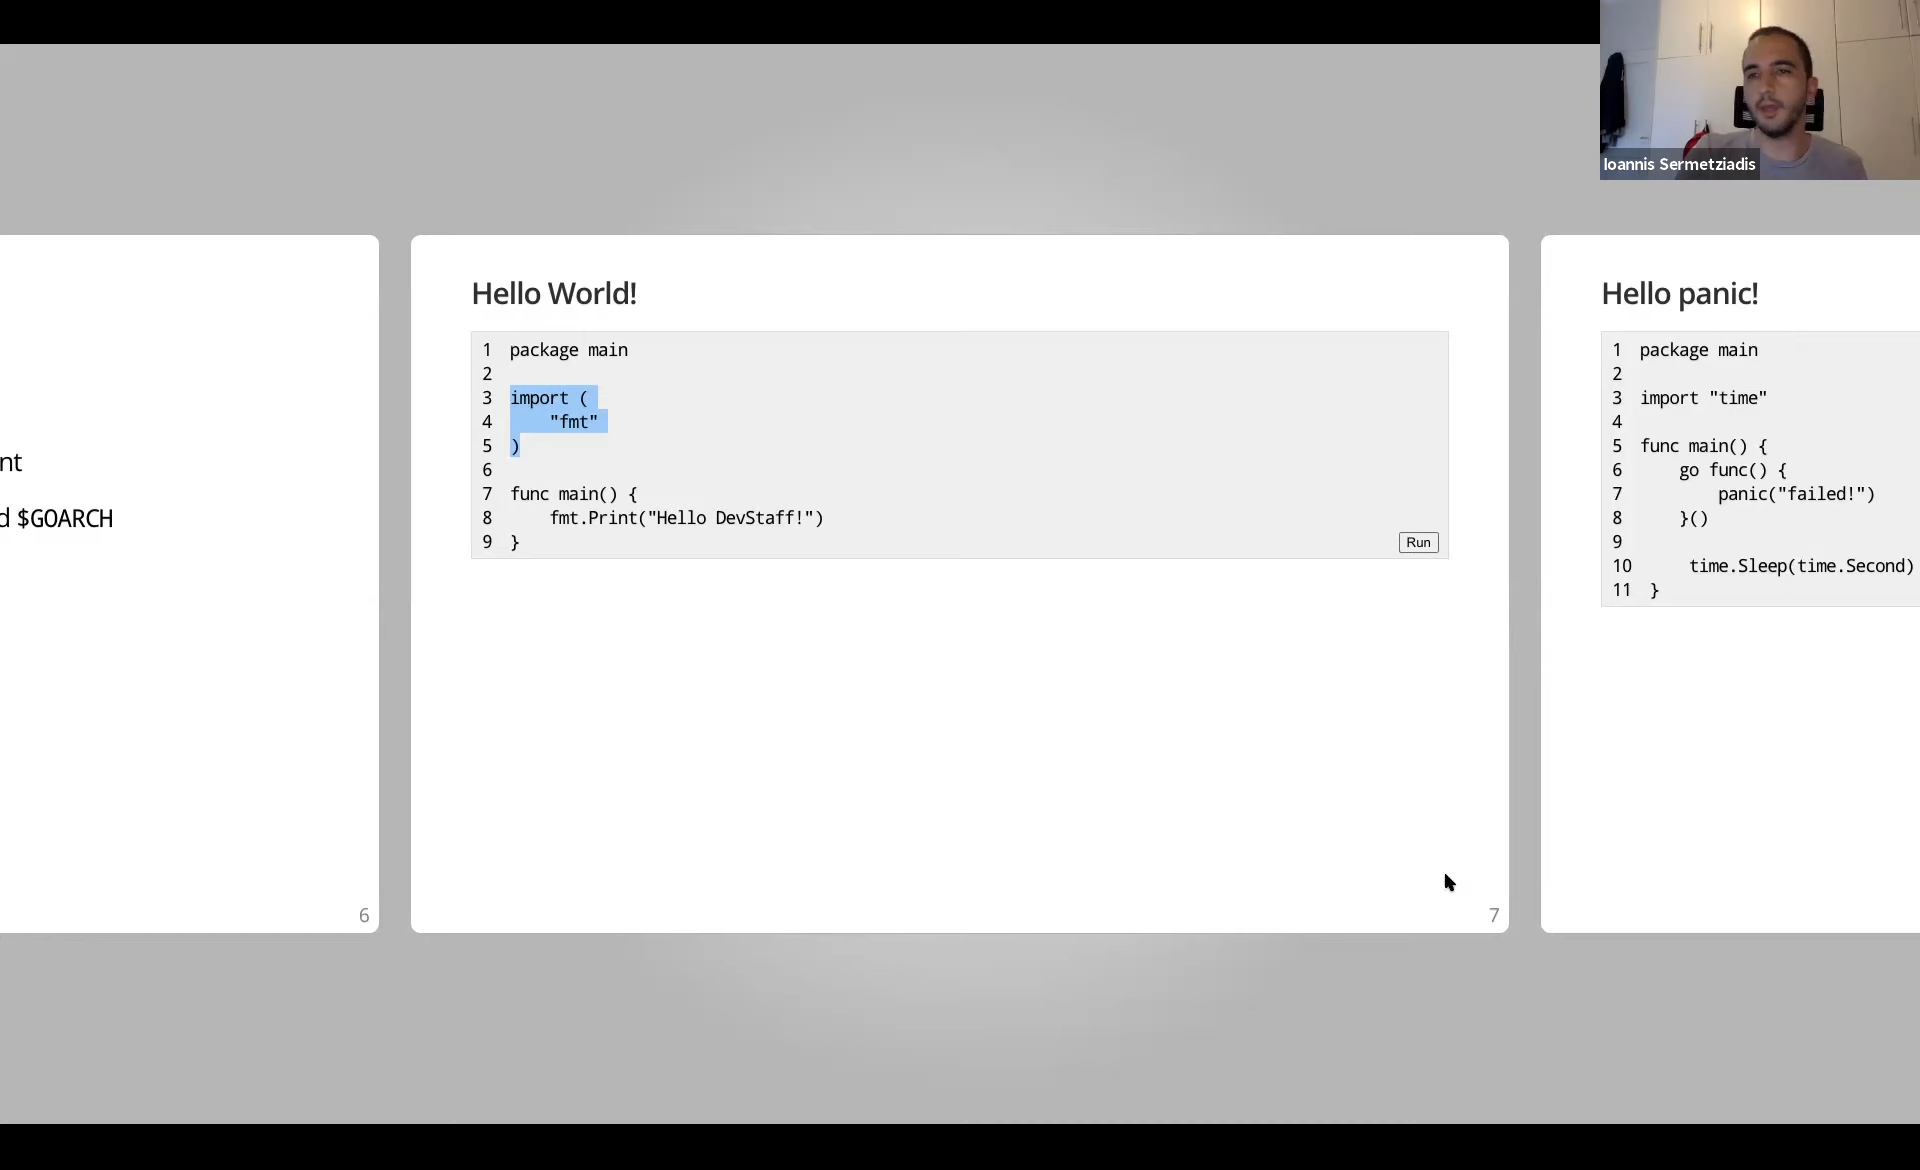 Ioannis Sermetziadis
nt
d $GOARCH
6
Hello World!
1 package main
2
3 import (
4     "fmt"
5 )
6
7 func main() {
8     fmt.Print("Hello DevStaff!")
9 }
Run
7
Hello panic!
1 package main
2
3 import "time"
4
5 func main() {
6     go func() {
7         panic("failed!")
8     }()
9
10     time.Sleep(time.Second)
11 }